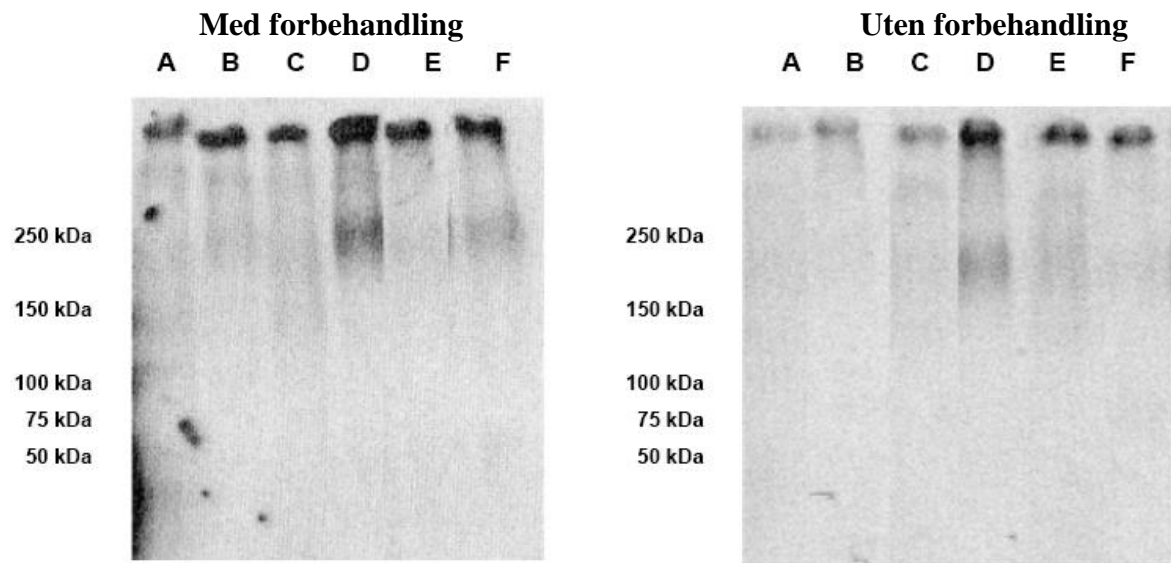 Med forbehandling
A B C D E F
250 kDa
150 kDa
100 kDa
75 kDa
50 kDa
Uten forbehandling
A B C D E F
250 kDa
150 kDa
100 kDa
75 kDa
50 kDa